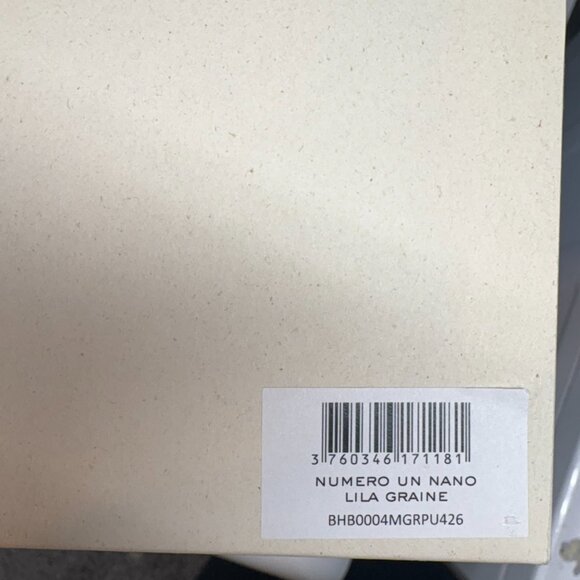 3 760346 171181
NUMERO UN NANO
LILA GRAINE
BHB0004MGRPU426